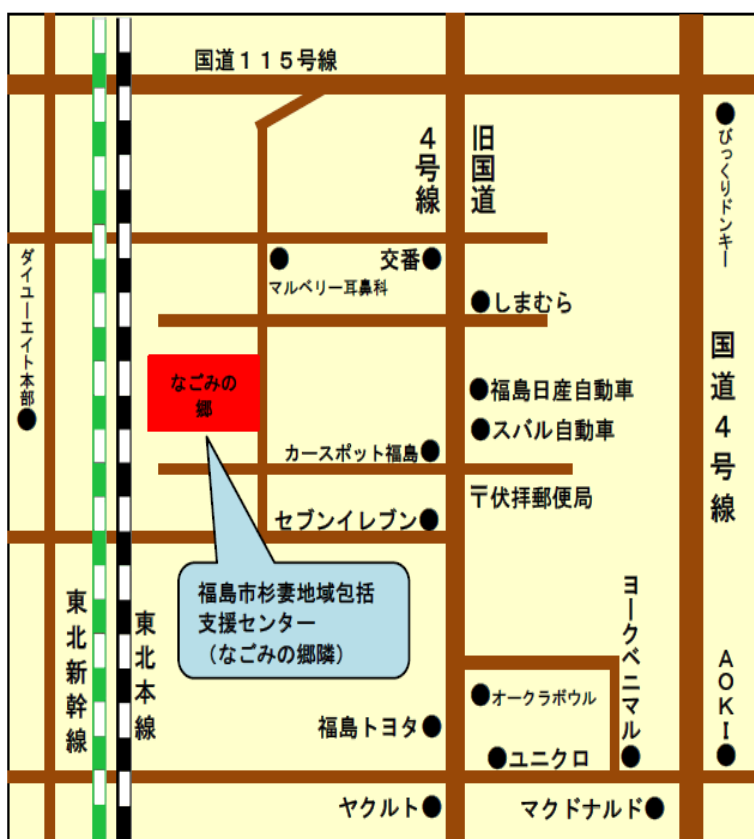 国道１１５号線
４号線
旧国道
びっくりドンキー
交番
マルベリー耳鼻科
ダイユーエイト本部
しまむら
国道４号線
なごみの
郷
福島日産自動車
スバル自動車
カースポット福島
〒伏拝郵便局
セブンイレブン
福島市杉妻地域包括
支援センター
（なごみの郷隣）
東北新幹線
東北本線
ヨークベニマル
ＡＯＫＩ
オークラボウル
福島トヨタ
ユニクロ
ヤクルト
マクドナルド